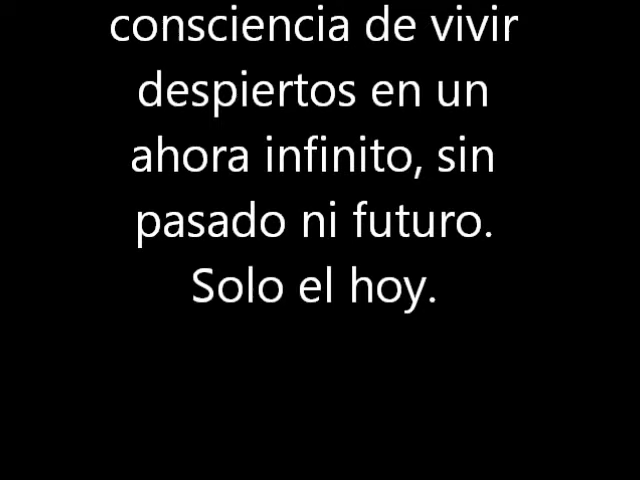 consciencia de vivir
despiertos en un
ahora infinito, sin
pasado ni futuro.
Solo el hoy.